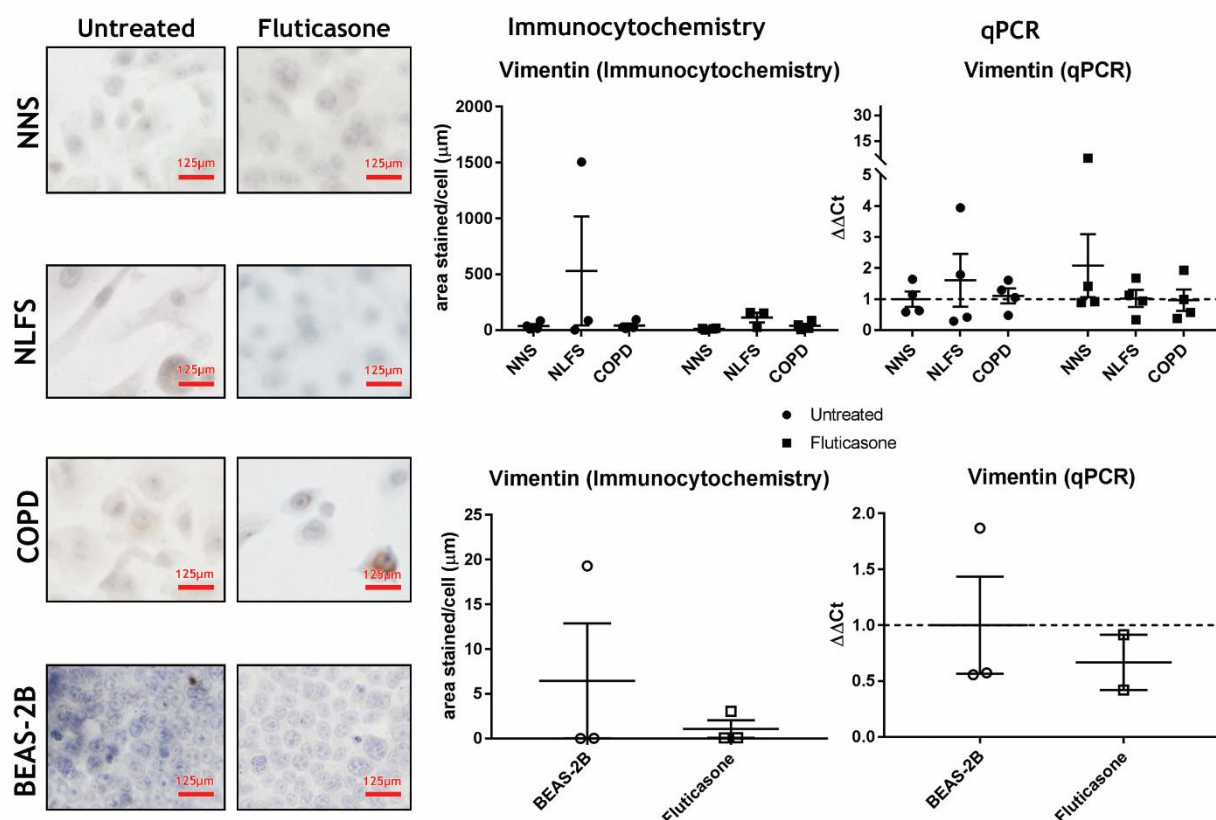 Untreated
Fluticasone
NNS
125µm
125µm
NLFS
125µm
125µm
COPD
125µm
125µm
BEAS-2B
125µm
125µm
Immunocytochemistry
qPCR
Vimentin (Immunocytochemistry)
area stained/cell (µm)
2000
1500
1000
500
0
NNS
NLFS
COPD
NNS
NLFS
COPD
Vimentin (qPCR)
ΔΔCt
30
15
5
4
3
2
1
0
NNS
NLFS
COPD
NNS
NLFS
COPD
Untreated
Fluticasone
Vimentin (Immunocytochemistry)
area stained/cell (µm)
25
20
15
10
5
0
BEAS-2B
Fluticasone
Vimentin (qPCR)
ΔΔCt
2.0
1.5
1.0
0.5
0.0
BEAS-2B
Fluticasone